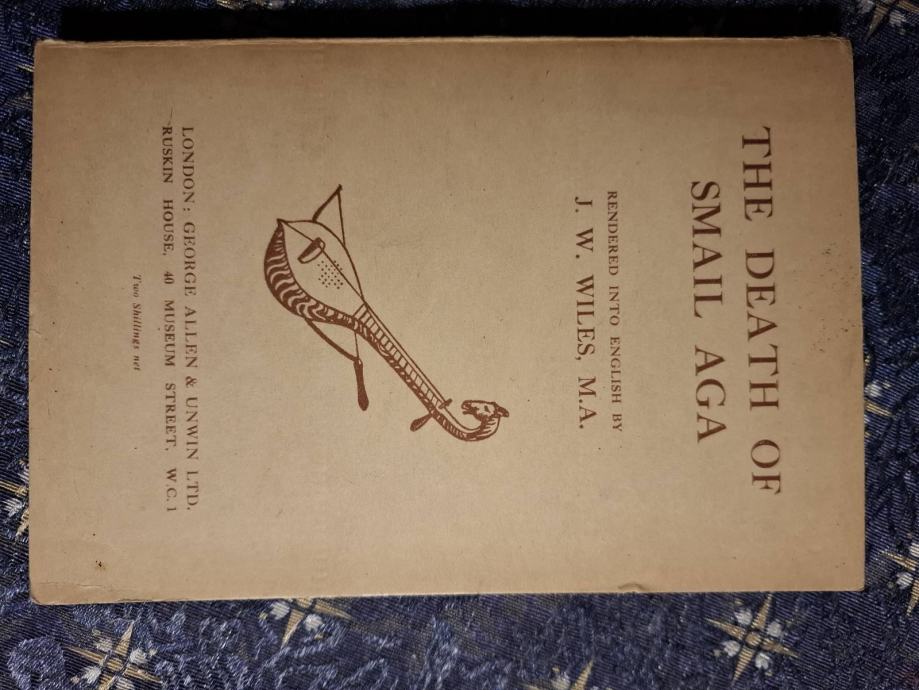 THE DEATH OF
SMAIL AGA
RENDERED INTO ENGLISH BY
J. W. WILES, M.A.
LONDON: GEORGE ALLEN & UNWIN LTD.
RUSKIN HOUSE, 40 MUSEUM STREET, W.C.1
Two Shillings net